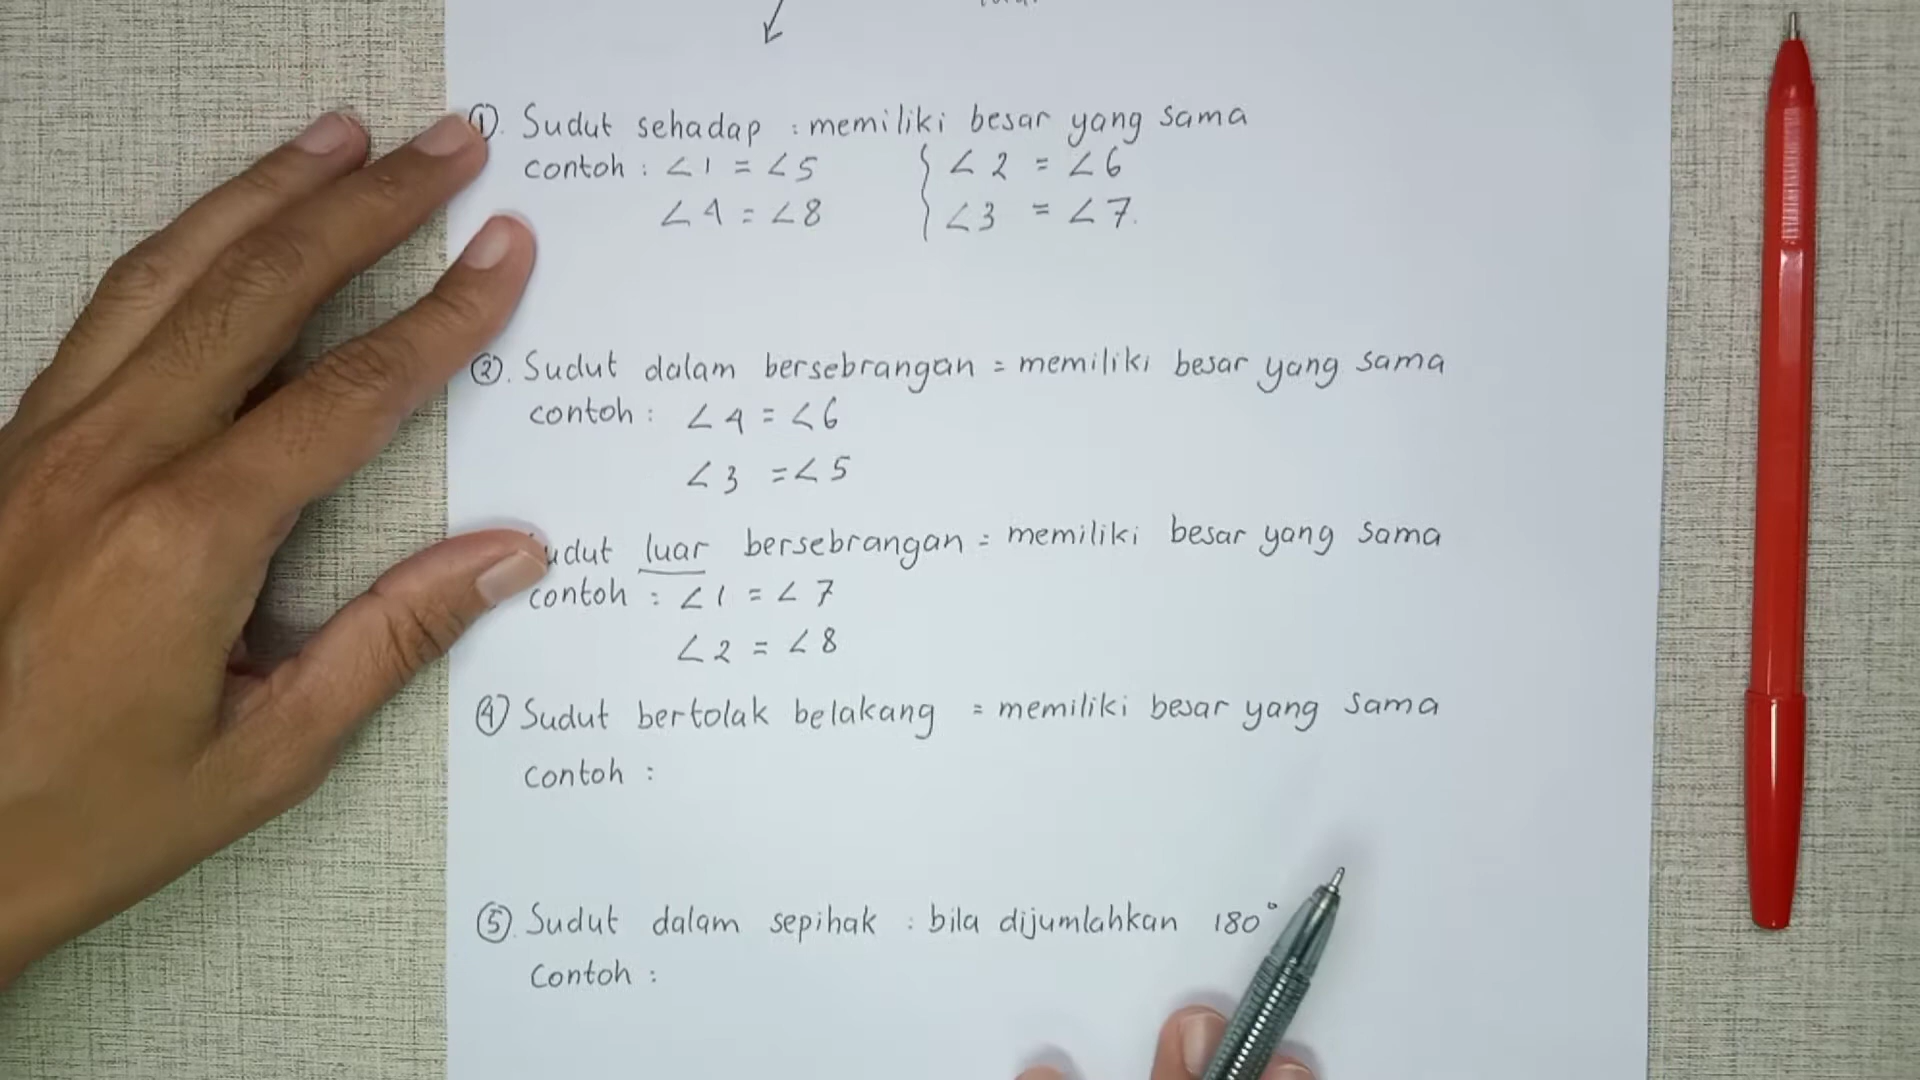 ①. Sudut sehadap : memiliki besar yang sama
contoh : ∠1 = ∠5 { ∠2 = ∠6
∠4 = ∠8 ∠3 = ∠7.
②. Sudut dalam bersebrangan = memiliki besar yang sama
contoh : ∠4 = ∠6
∠3 = ∠5
udut luar bersebrangan = memiliki besar yang sama
contoh : ∠1 = ∠7
∠2 = ∠8
④ Sudut bertolak belakang = memiliki besar yang sama
contoh :
⑤. Sudut dalam sepihak : bila dijumlahkan 180°
Contoh :